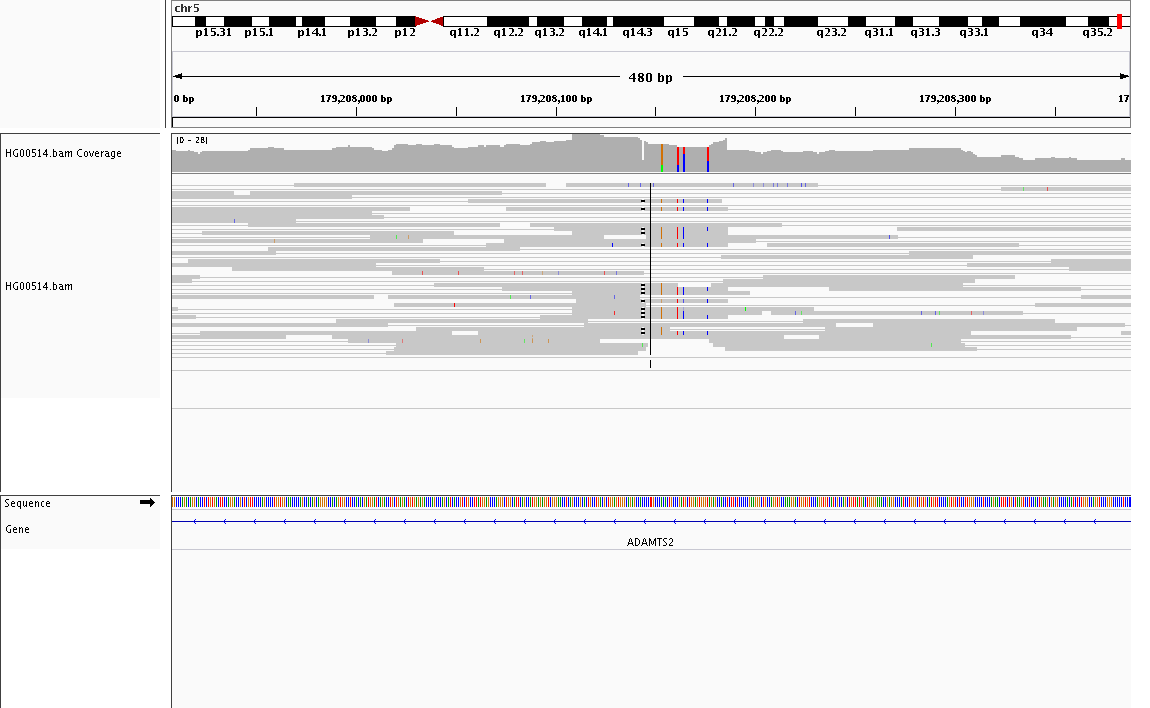 chr5
p15.31 p15.1 p14.1 p13.2 p12 q11.2 q12.2 q13.2 q14.1 q14.3 q15 q21.2 q22.2 q23.2 q31.1 q31.3 q33.1 q34 q35.2
480 bp
0 bp 179,208,000 bp 179,208,100 bp 179,208,200 bp 179,208,300 bp 17
HG00514.bam Coverage
[0 - 28]
HG00514.bam
Sequence
Gene
ADAMTS2